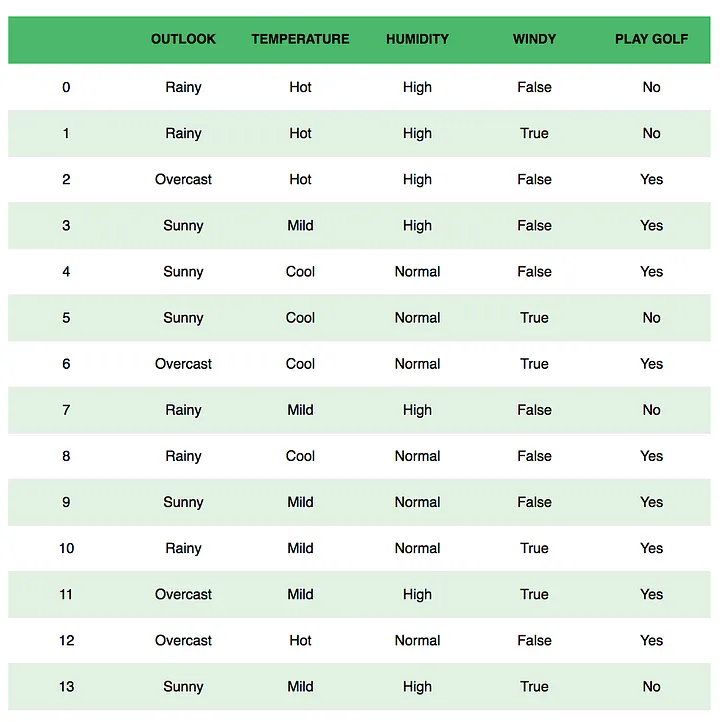 OUTLOOK TEMPERATURE HUMIDITY WINDY PLAY GOLF
0 Rainy Hot High False No
1 Rainy Hot High True No
2 Overcast Hot High False Yes
3 Sunny Mild High False Yes
4 Sunny Cool Normal False Yes
5 Sunny Cool Normal True No
6 Overcast Cool Normal True Yes
7 Rainy Mild High False No
8 Rainy Cool Normal False Yes
9 Sunny Mild Normal False Yes
10 Rainy Mild Normal True Yes
11 Overcast Mild High True Yes
12 Overcast Hot Normal False Yes
13 Sunny Mild High True No